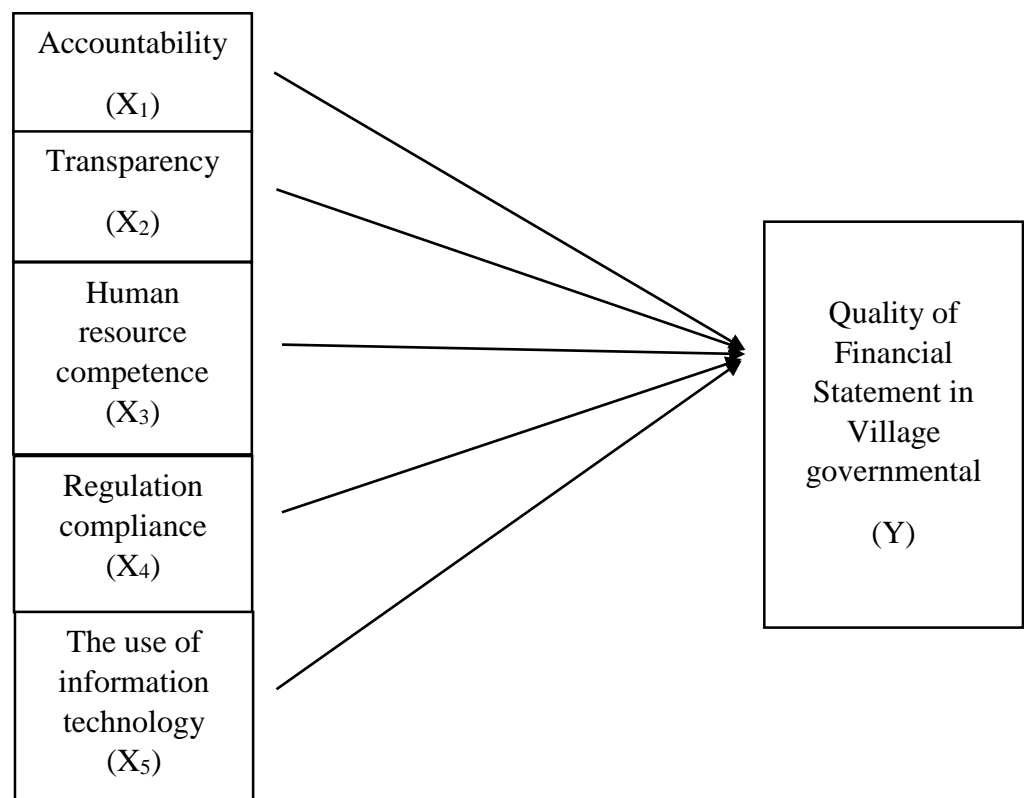 Accountability
(X₁)
Transparency
(X₂)
Human
resource
competence
(X₃)
Regulation
compliance
(X₄)
The use of
information
technology
(X₅)
Quality of
Financial
Statement in
Village
governmental
(Y)